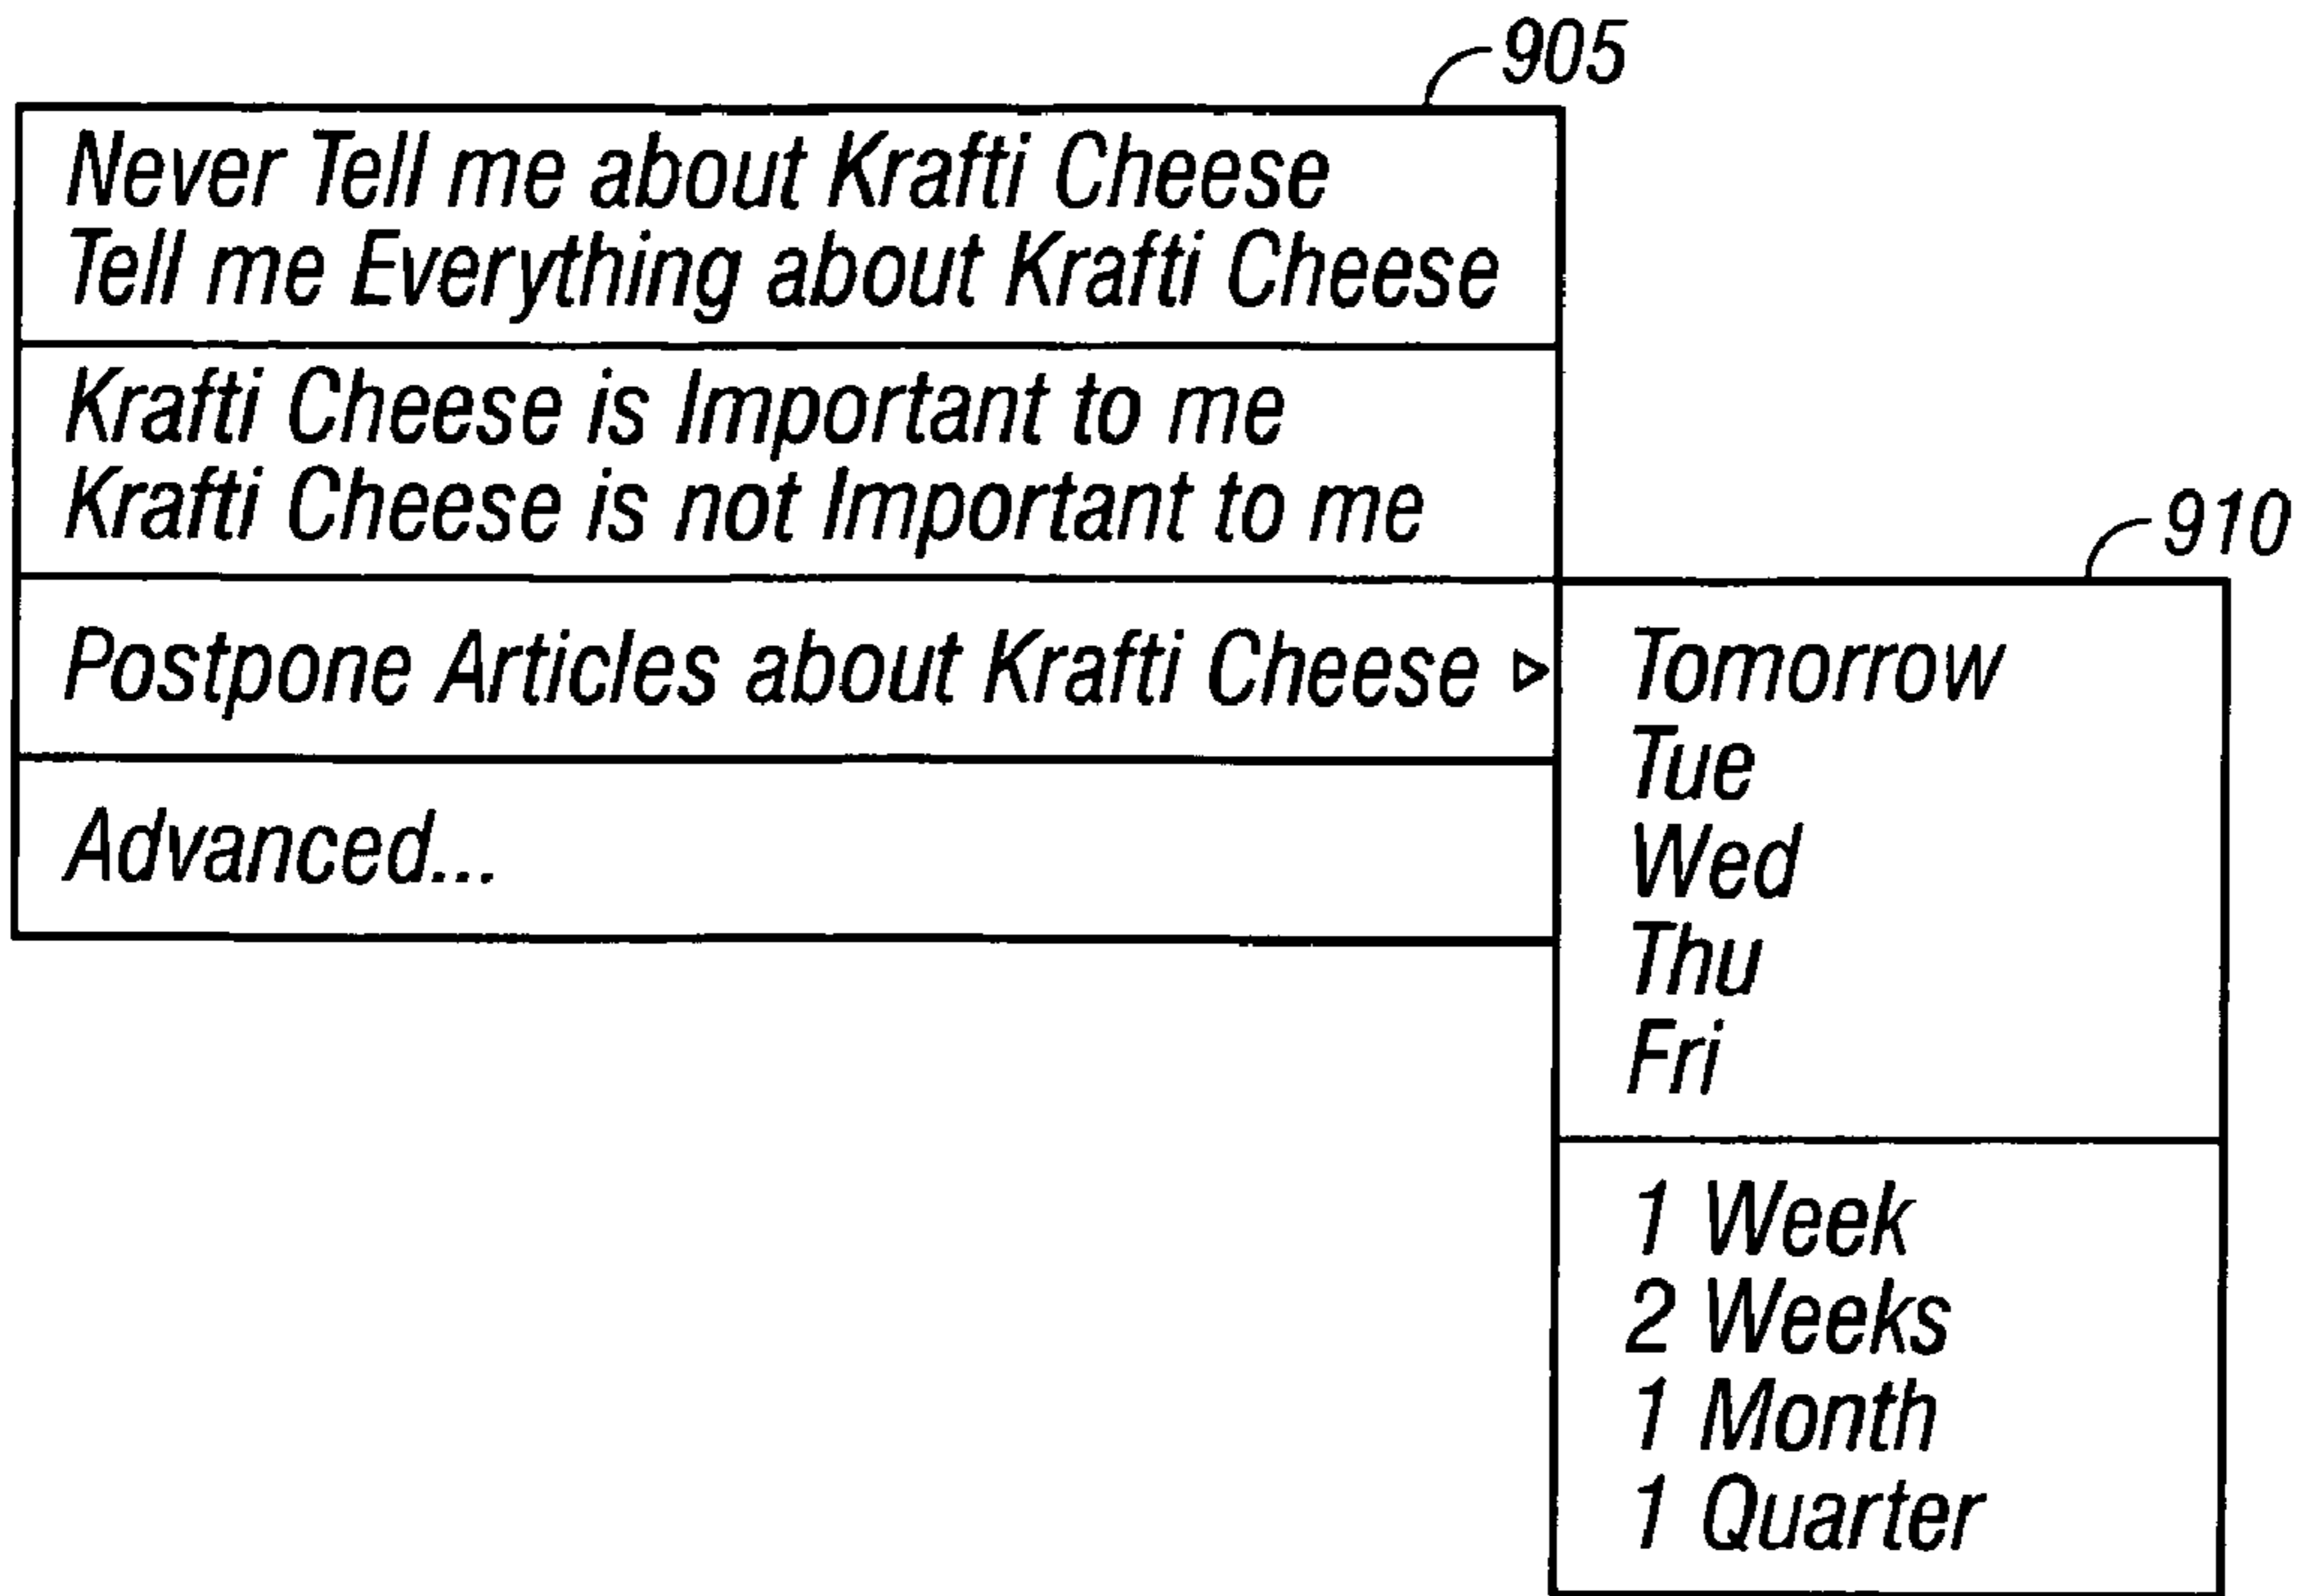 905
Never Tell me about Krafti Cheese
Tell me Everything about Krafti Cheese
Krafti Cheese is Important to me
Krafti Cheese is not Important to me
910
Postpone Articles about Krafti Cheese ▷
Advanced...
Tomorrow
Tue
Wed
Thu
Fri
1 Week
2 Weeks
1 Month
1 Quarter